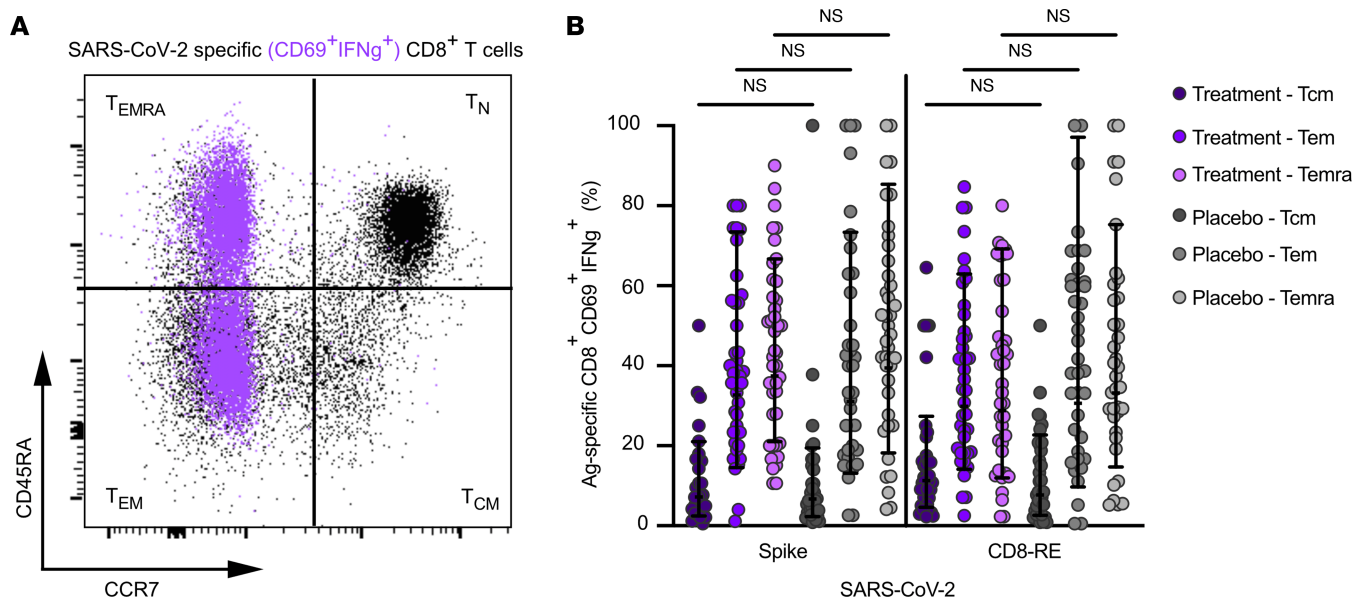 A
SARS-CoV-2 specific (CD69+IFNg+) CD8+ T cells
TEMRA
TN
TEM
TCM
CD45RA
CCR7
B
NS
NS
NS
NS
NS
NS
Ag-specific CD8+ CD69+ IFNg+ (%)
100
80
60
40
20
0
Spike
CD8-RE
SARS-CoV-2
Treatment - Tcm
Treatment - Tem
Treatment - Temra
Placebo - Tcm
Placebo - Tem
Placebo - Temra